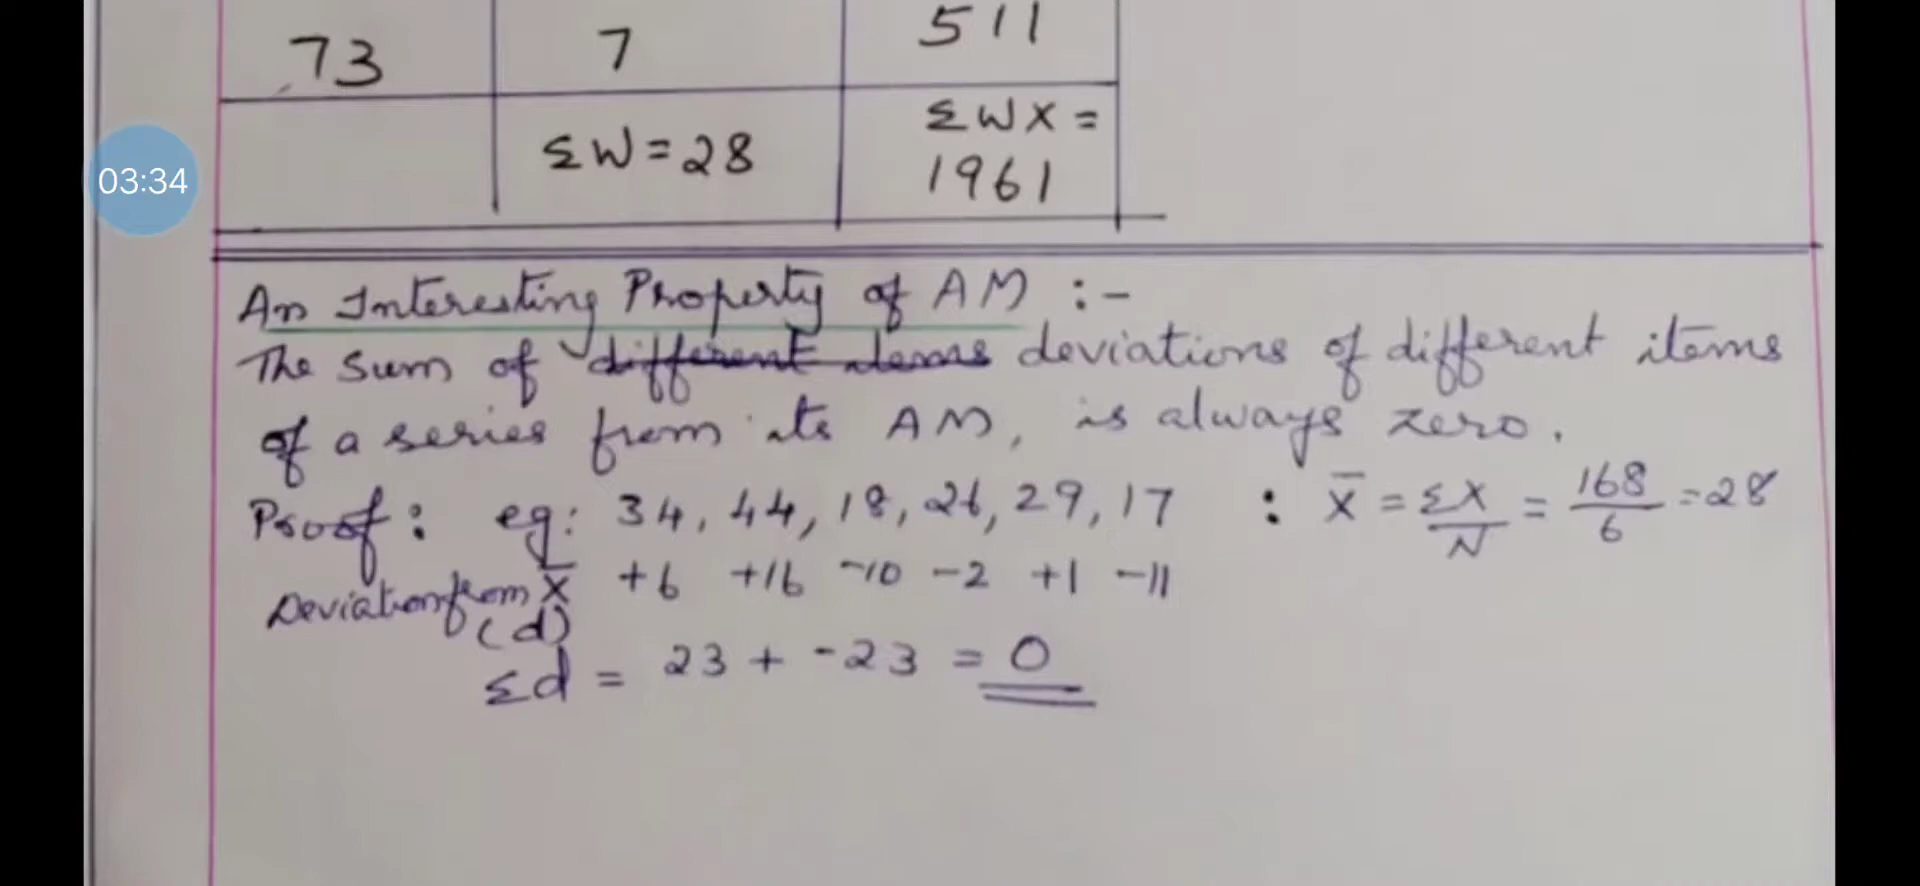 73 7 511
ΣW = 28 ΣWX =
1961
03:34
An Interesting Property of AM :-
The sum of different items deviations of different items
of a series from its AM, is always zero.
Proof : eg: 34, 44, 18, 26, 29, 17 : X̄ = ΣX/N = 168/6 = 28
Deviation from X̄ +6 +16 -10 -2 +1 -11
(d)
Σd = 23 + -23 = 0